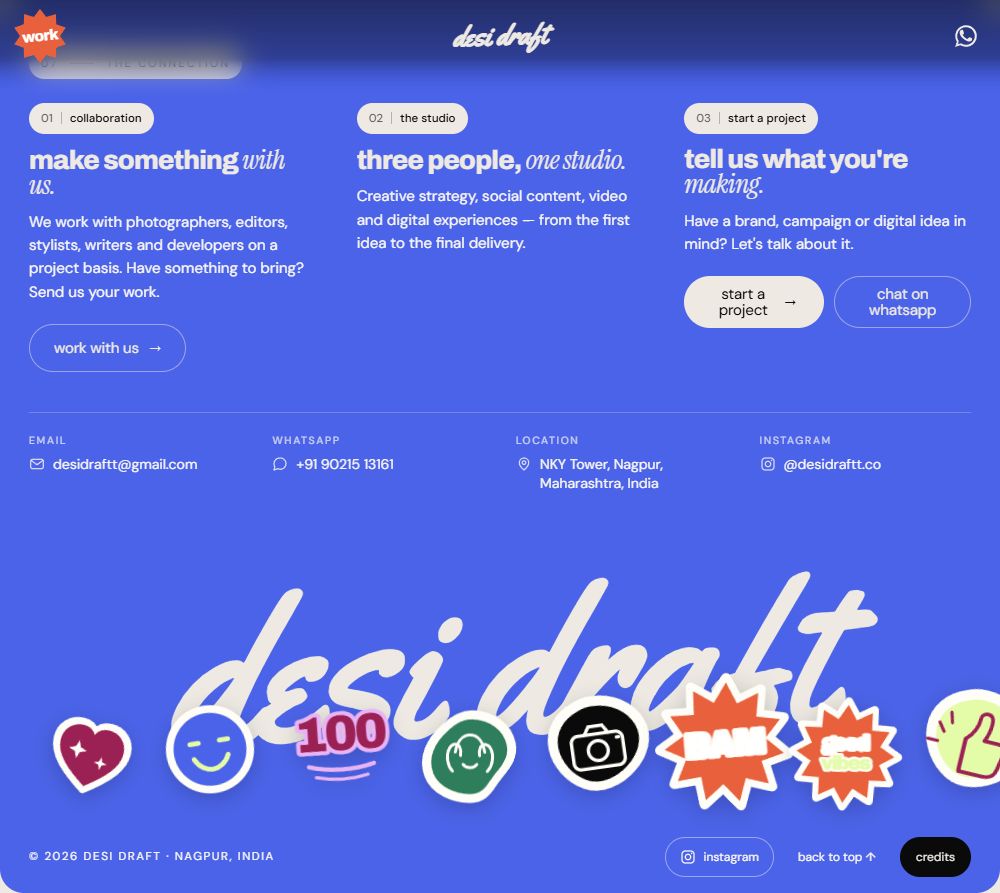 work
desi draft
07 — THE CONNECTION
01 | collaboration
make something with
us.
We work with photographers, editors,
stylists, writers and developers on a
project basis. Have something to bring?
Send us your work.
work with us →
02 | the studio
three people, one studio.
Creative strategy, social content, video
and digital experiences — from the first
idea to the final delivery.
03 | start a project
tell us what you're
making.
Have a brand, campaign or digital idea in
mind? Let's talk about it.
start a
project →
chat on
whatsapp
EMAIL
desidraftt@gmail.com
WHATSAPP
+91 90215 13161
LOCATION
NKY Tower, Nagpur,
Maharashtra, India
INSTAGRAM
@desidraftt.co
desi draft
100
BAM
good
vibes
© 2026 DESI DRAFT · NAGPUR, INDIA
instagram
back to top ↑
credits